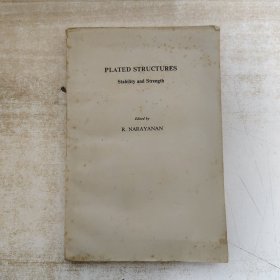 PLATED STRUCTURES
Stability and Strength
Edited by
R. NARAYANAN